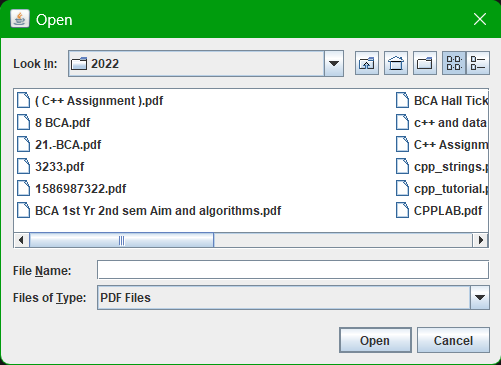 Open
Look In: 2022
( C++ Assignment ).pdf
8 BCA.pdf
21.-BCA.pdf
3233.pdf
1586987322.pdf
BCA 1st Yr 2nd sem Aim and algorithms.pdf
BCA Hall Tick
c++ and data
C++ Assignm
cpp_strings.p
cpp_tutorial.p
CPPLAB.pdf
File Name:
Files of Type: PDF Files
Open Cancel